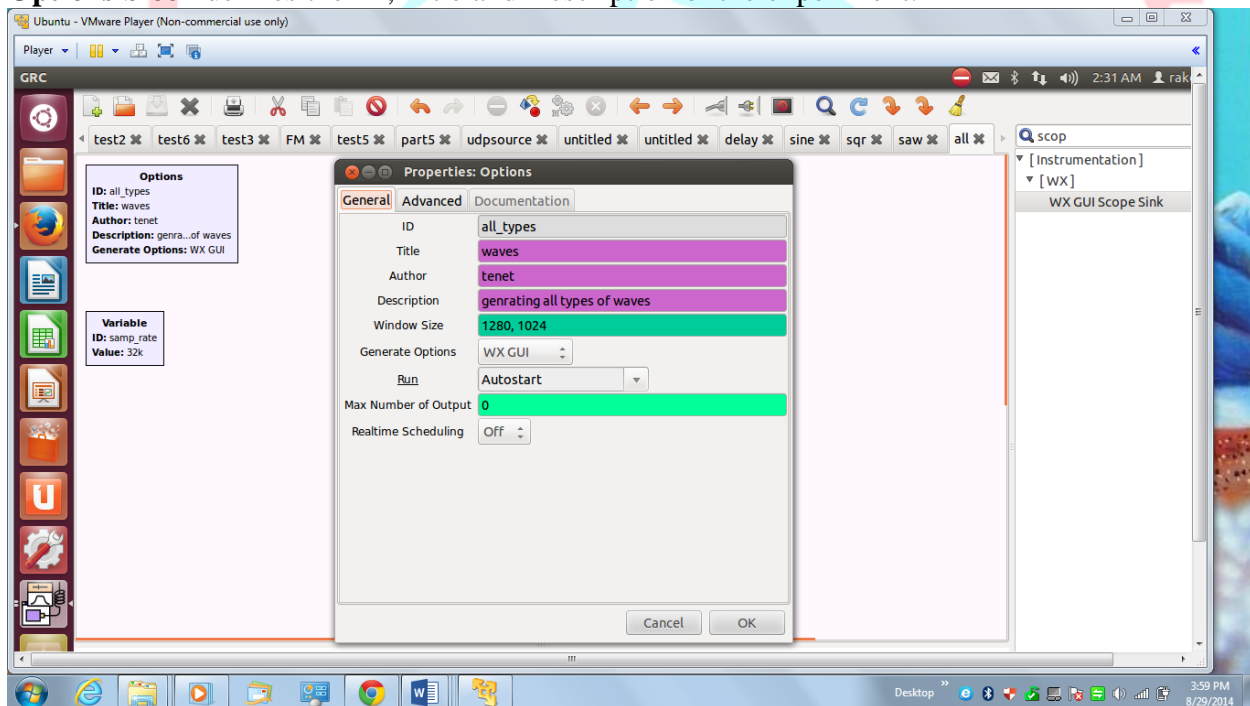 Ubuntu - VMware Player (Non-commercial use only)
Player
GRC
2:31 AM
test2
test6
test3
FM
test5
part5
udpsource
untitled
untitled
delay
sine
sqr
saw
all
scop
[Instrumentation]
[WX]
WX GUI Scope Sink
Options
ID: all_types
Title: waves
Author: tenet
Description: genra...of waves
Generate Options: WX GUI
Variable
ID: samp_rate
Value: 32k
Properties: Options
General
Advanced
Documentation
ID all_types
Title waves
Author tenet
Description genrating all types of waves
Window Size 1280, 1024
Generate Options WX GUI
Run Autostart
Max Number of Output 0
Realtime Scheduling Off
Cancel
OK
Desktop
3:59 PM
8/29/2014